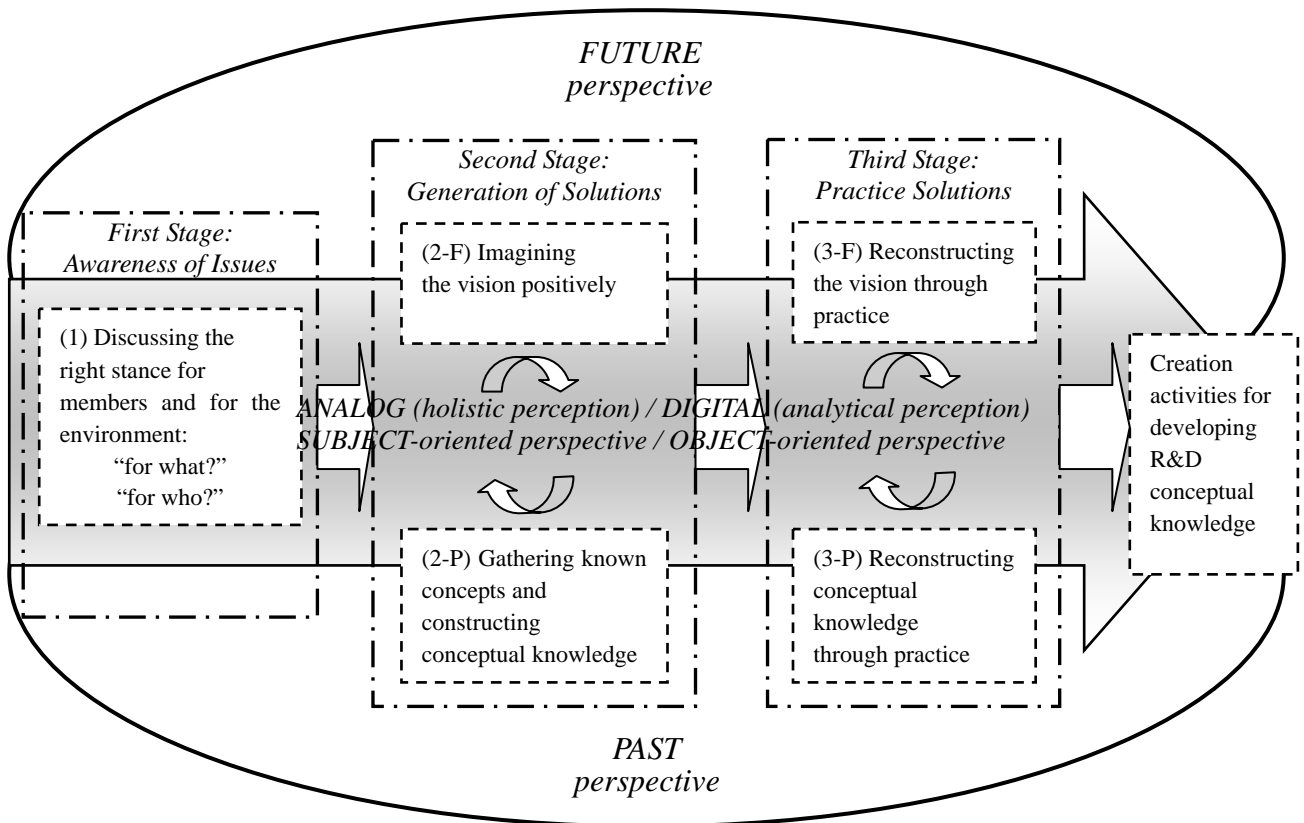 FUTURE
perspective
First Stage:
Awareness of Issues
(1) Discussing the
right stance for
members and for the
environment:
“for what?”
“for who?”
Second Stage:
Generation of Solutions
(2-F) Imagining
the vision positively
Third Stage:
Practice Solutions
(3-F) Reconstructing
the vision through
practice
ANALOG (holistic perception) / DIGITAL (analytical perception)
SUBJECT-oriented perspective / OBJECT-oriented perspective
(2-P) Gathering known
concepts and
constructing
conceptual knowledge
(3-P) Reconstructing
conceptual
knowledge
through practice
Creation
activities for
developing
R&D
conceptual
knowledge
PAST
perspective